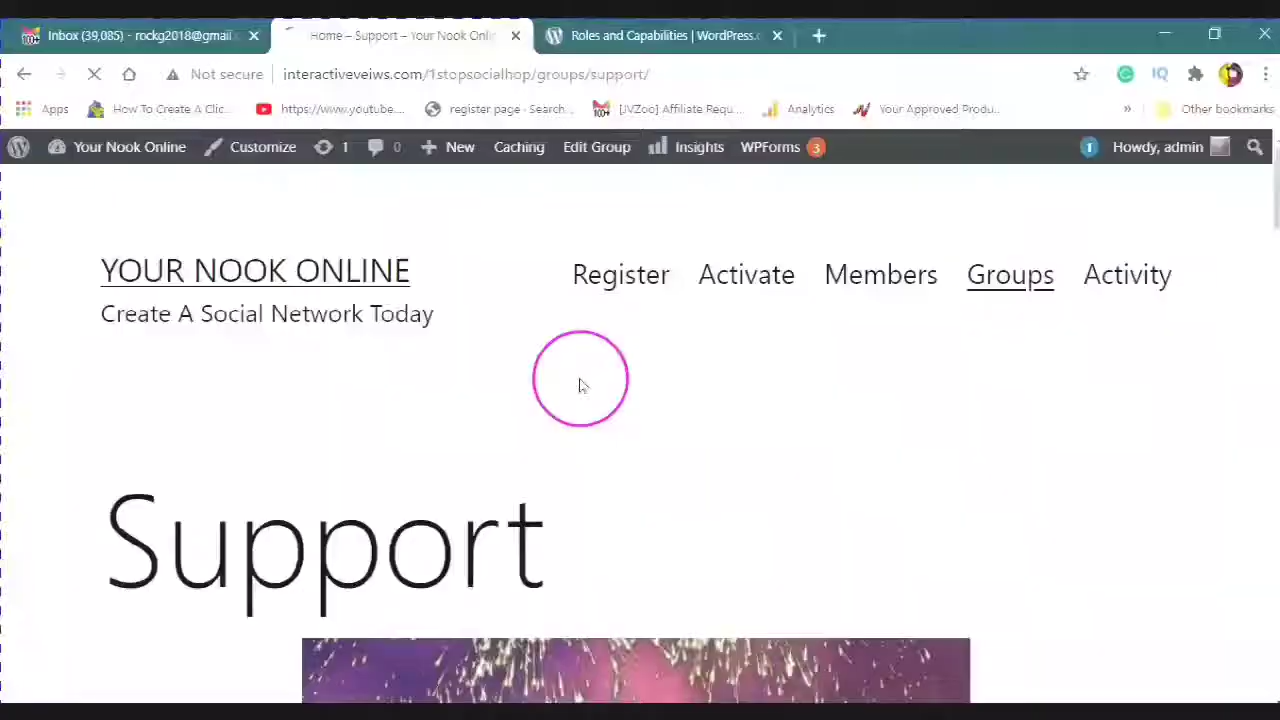 Inbox (39,085) - rockg2018@gmail
Home – Support – Your Nook Onli
Roles and Capabilities | WordPress.c
Not secure
interactiveveiws.com/1stopsocialhop/groups/support/
Apps
How To Create A Clic...
https://www.youtube....
register page - Search...
[JVZoo] Affiliate Requ...
Analytics
Your Approved Produ...
Other bookmarks
Your Nook Online
Customize
1
0
New
Caching
Edit Group
Insights
WPForms 3
1
Howdy, admin
YOUR NOOK ONLINE
Register
Activate
Members
Groups
Activity
Create A Social Network Today
Support